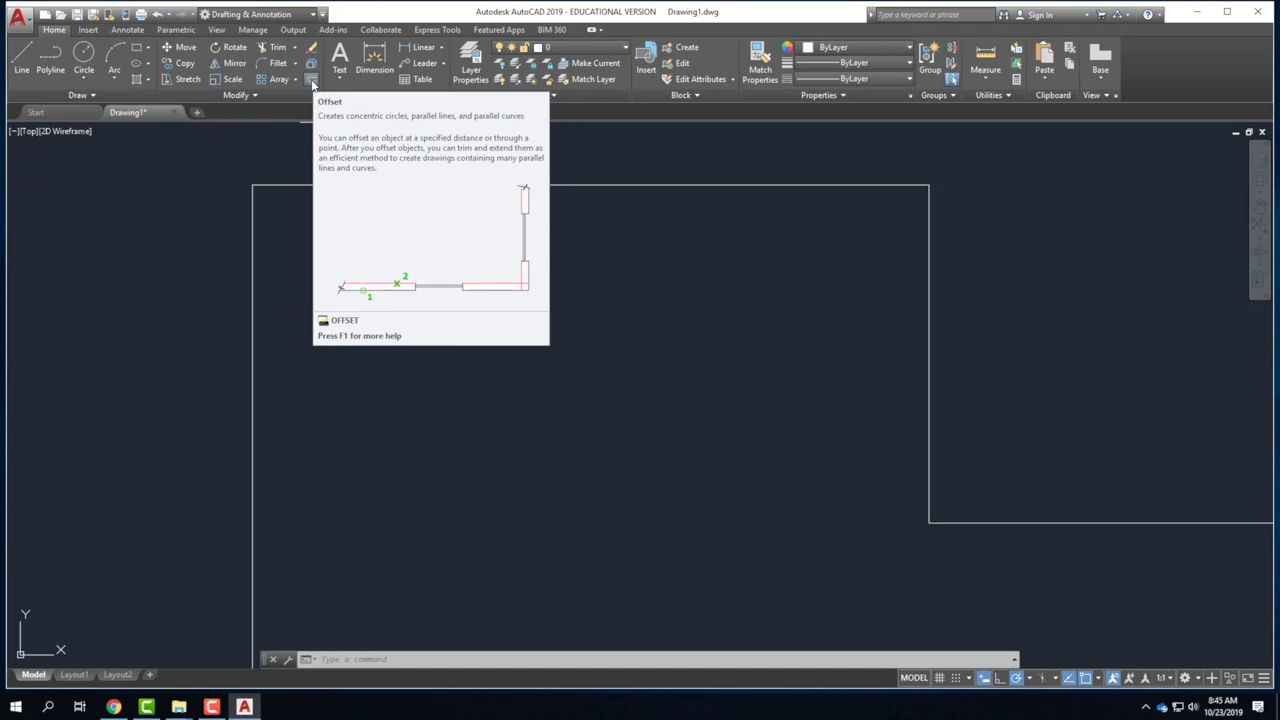 Drafting & Annotation
Autodesk AutoCAD 2019 - EDUCATIONAL VERSION Drawing1.dwg
Type a keyword or phrase
Sign In
Home Insert Annotate Parametric View Manage Output Add-ins Collaborate Express Tools Featured Apps BIM 360
Line Polyline Circle Arc
Move Rotate Trim
Copy Mirror Fillet
Stretch Scale Array
Text Dimension
Linear
Leader
Table
Layer Properties
0
Make Current
Match Layer
Insert
Create
Edit
Edit Attributes
Match Properties
ByLayer
ByLayer
ByLayer
Group
Measure
Paste
Base
Draw Modify Block Properties Groups Utilities Clipboard View
Start Drawing1*
[−][Top][2D Wireframe]
Offset
Creates concentric circles, parallel lines, and parallel curves
You can offset an object at a specified distance or through a
point. After you offset objects, you can trim and extend them as
an efficient method to create drawings containing many parallel
lines and curves.
2
1
OFFSET
Press F1 for more help
Y
X
Type a command
Model Layout1 Layout2
MODEL
1:1
8:45 AM
10/23/2019